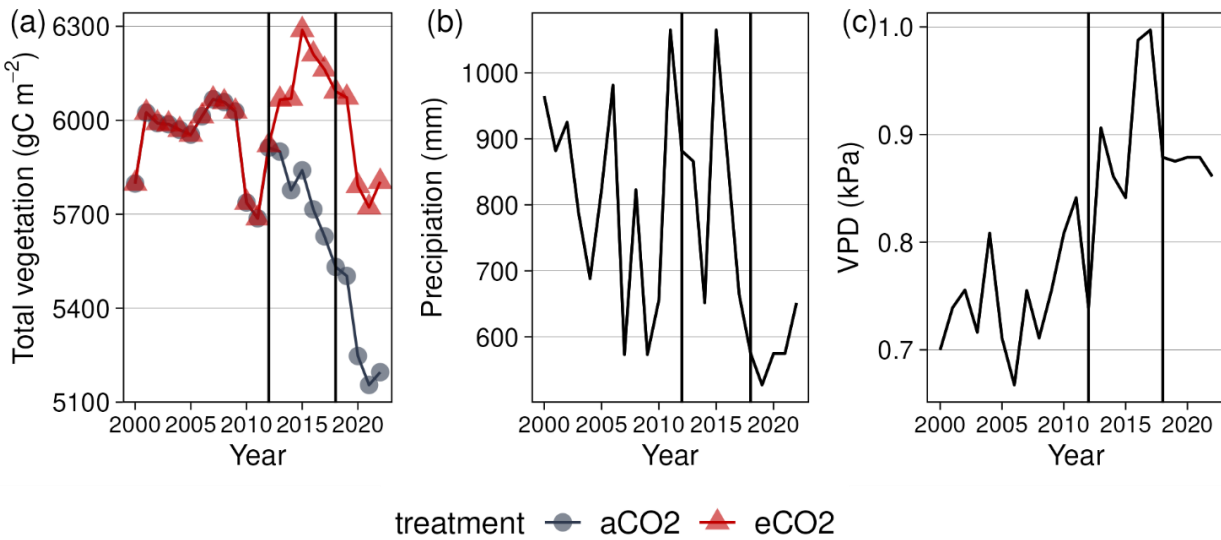 (a)
Total vegetation (gC m⁻²)
6300
6000
5700
5400
5100
2000 2005 2010 2015 2020
Year
(b)
Precipiation (mm)
1000
900
800
700
600
2000 2005 2010 2015 2020
Year
(c)
VPD (kPa)
1.0
0.9
0.8
0.7
2000 2005 2010 2015 2020
Year
treatment aCO2 eCO2